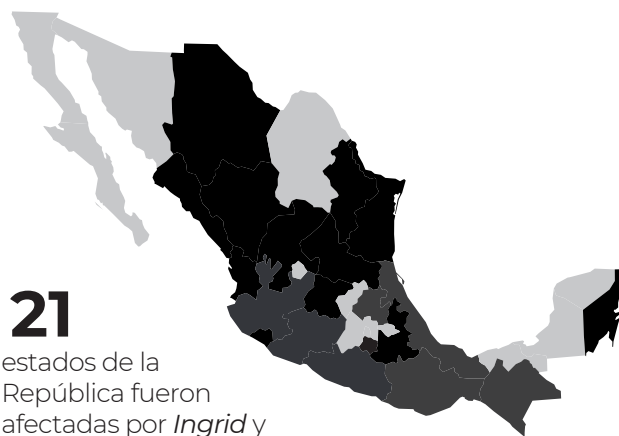 21
estados de la
República fueron
afectadas por Ingrid y